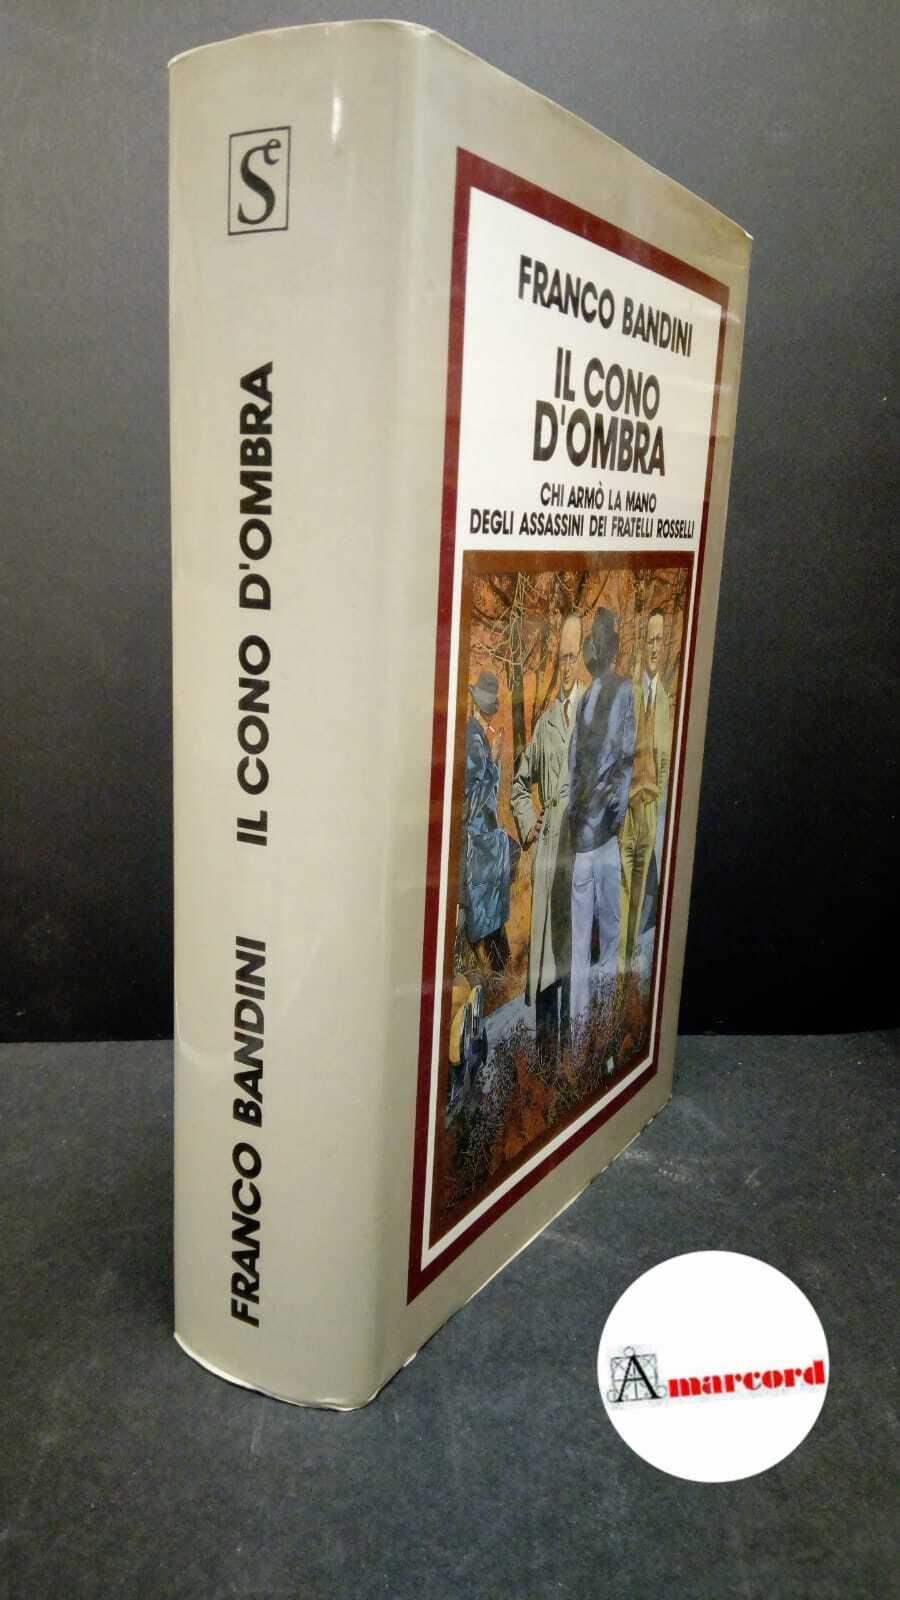 Se
FRANCO BANDINI IL CONO D'OMBRA
FRANCO BANDINI
IL CONO
D'OMBRA
CHI ARMÒ LA MANO
DEGLI ASSASSINI DEI FRATELLI ROSSELLI
Amarcord